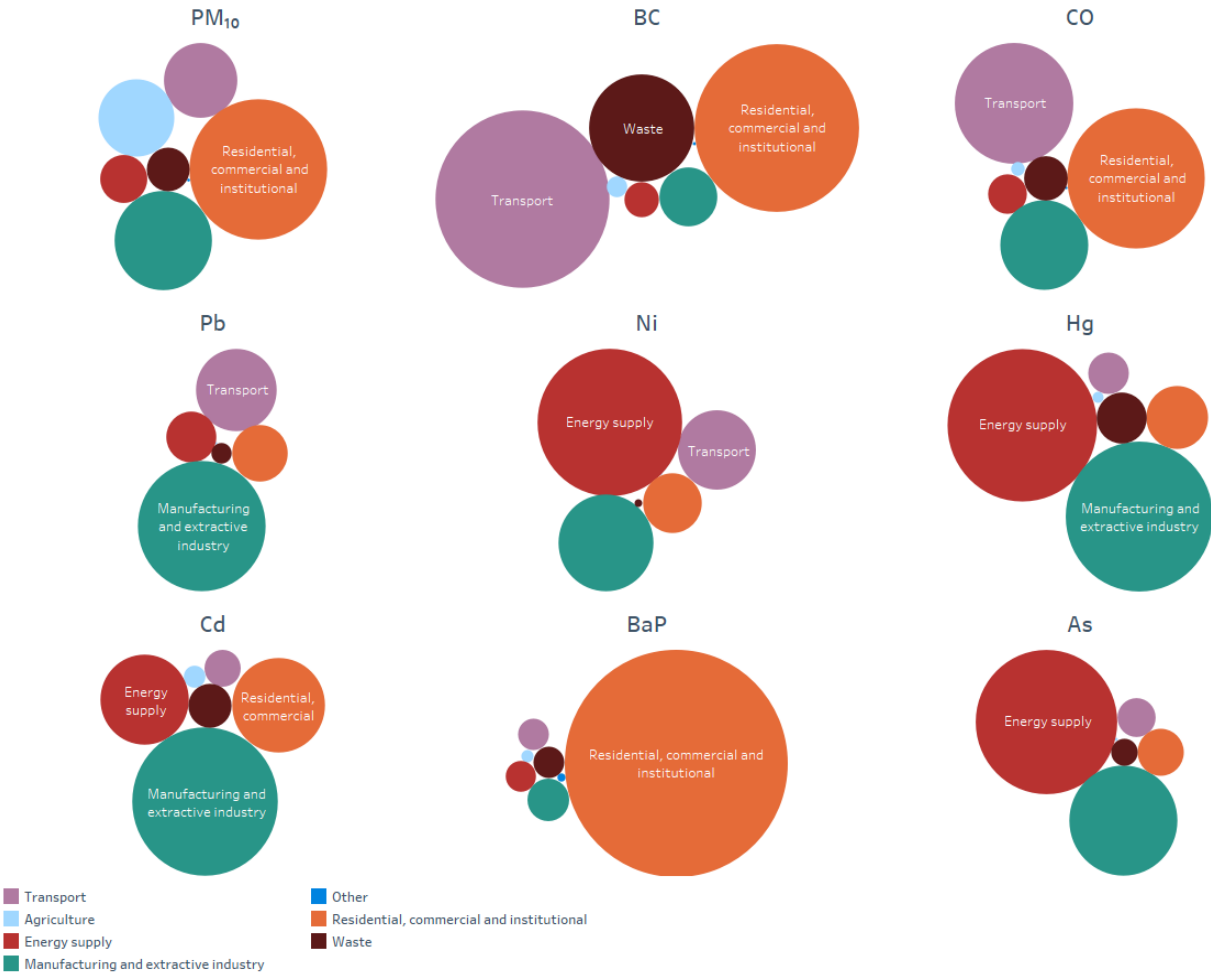 PM₁₀
BC
CO
Transport
Residential,
commercial and
institutional
Transport
Waste
Residential,
commercial and
institutional
Transport
Residential,
commercial and
institutional
Pb
Ni
Hg
Transport
Manufacturing
and extractive
industry
Energy supply
Transport
Energy supply
Manufacturing and
extractive industry
Cd
BaP
As
Energy
supply
Residential,
commercial
Manufacturing and
extractive industry
Residential, commercial and
institutional
Energy supply
Transport
Agriculture
Energy supply
Manufacturing and extractive industry
Other
Residential, commercial and institutional
Waste